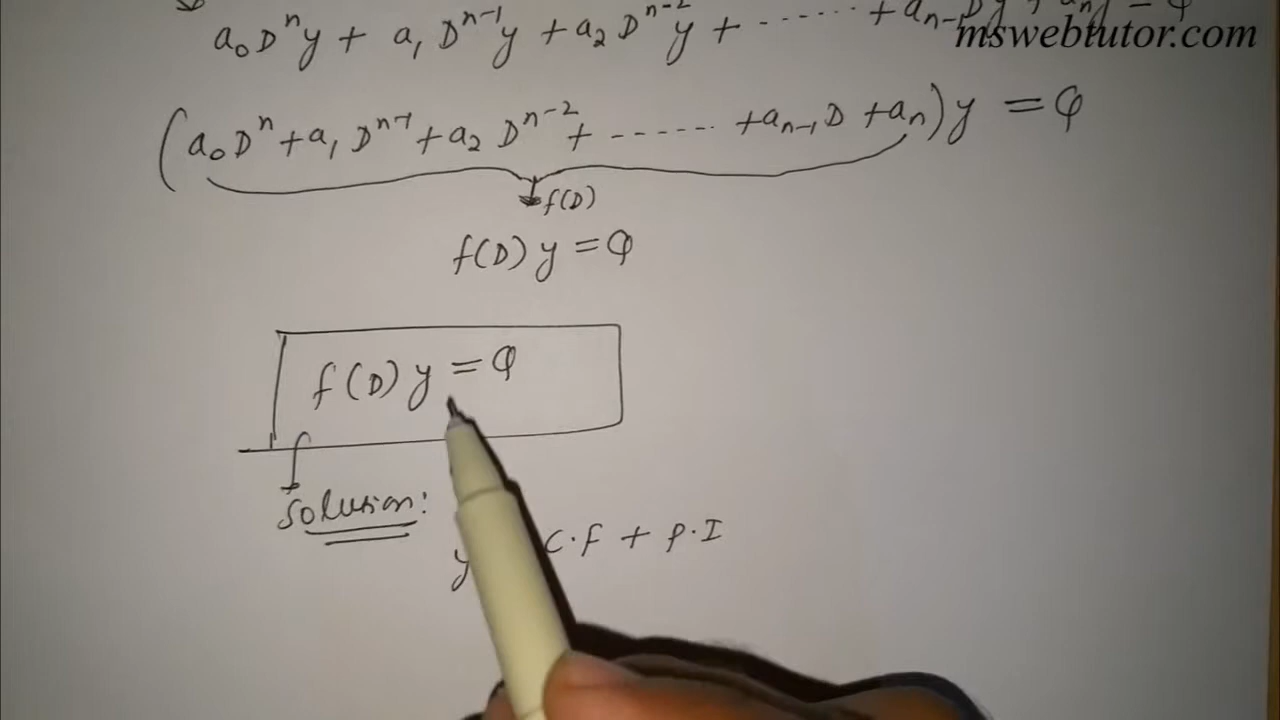 a₀Dⁿy + a₁Dⁿ⁻¹y + a₂Dⁿ⁻²y + ------ + aₙ₋₁Dy + aₙy = Q
mswebtutor.com
(a₀Dⁿ + a₁Dⁿ⁻¹ + a₂Dⁿ⁻² + ------ + aₙ₋₁D + aₙ)y = Q
f(D)
f(D)y = Q
f(D)y = Q
Solution:
y C.F + P.I